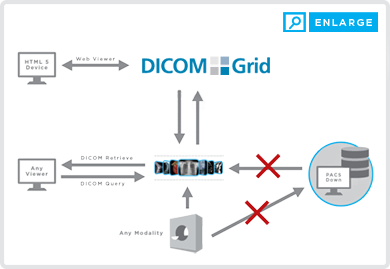 ENLARGE
HTML 5
Device
Web Viewer
DICOM Grid
Any
Viewer
DICOM Retrieve
DICOM Query
PACS
Down
Any Modality